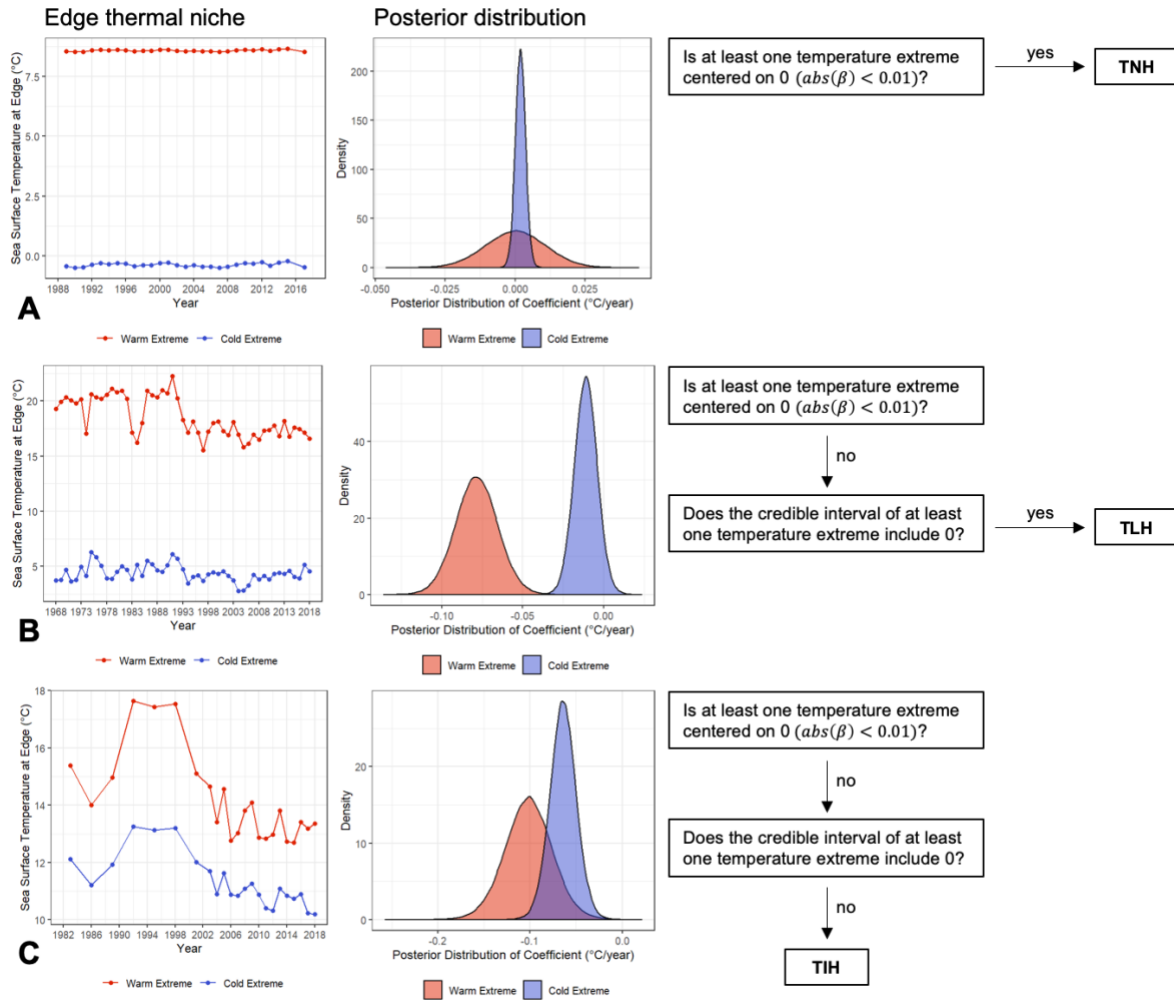 Edge thermal niche
Posterior distribution
Sea Surface Temperature at Edge (°C)
7.5
5.0
2.5
0.0
1988 1992 1996 2000 2004 2008 2012 2016
Year
A
Warm Extreme Cold Extreme
Density
200
150
100
50
0
-0.050 -0.025 0.000 0.025
Posterior Distribution of Coefficient (°C/year)
Warm Extreme Cold Extreme
Is at least one temperature extreme
centered on 0 (abs(β) < 0.01)?
yes
TNH
Sea Surface Temperature at Edge (°C)
20
15
10
5
1968 1973 1978 1983 1988 1993 1998 2003 2008 2013 2018
Year
B
Warm Extreme Cold Extreme
Density
40
20
0
-0.10 -0.05 0.00
Posterior Distribution of Coefficient (°C/year)
Warm Extreme Cold Extreme
Is at least one temperature extreme
centered on 0 (abs(β) < 0.01)?
no
Does the credible interval of at least
one temperature extreme include 0?
yes
TLH
Sea Surface Temperature at Edge (°C)
18
16
14
12
10
1982 1986 1990 1994 1998 2002 2006 2010 2014 2018
Year
C
Warm Extreme Cold Extreme
Density
20
10
0
-0.2 -0.1 0.0
Posterior Distribution of Coefficient (°C/year)
Warm Extreme Cold Extreme
Is at least one temperature extreme
centered on 0 (abs(β) < 0.01)?
no
Does the credible interval of at least
one temperature extreme include 0?
no
TIH